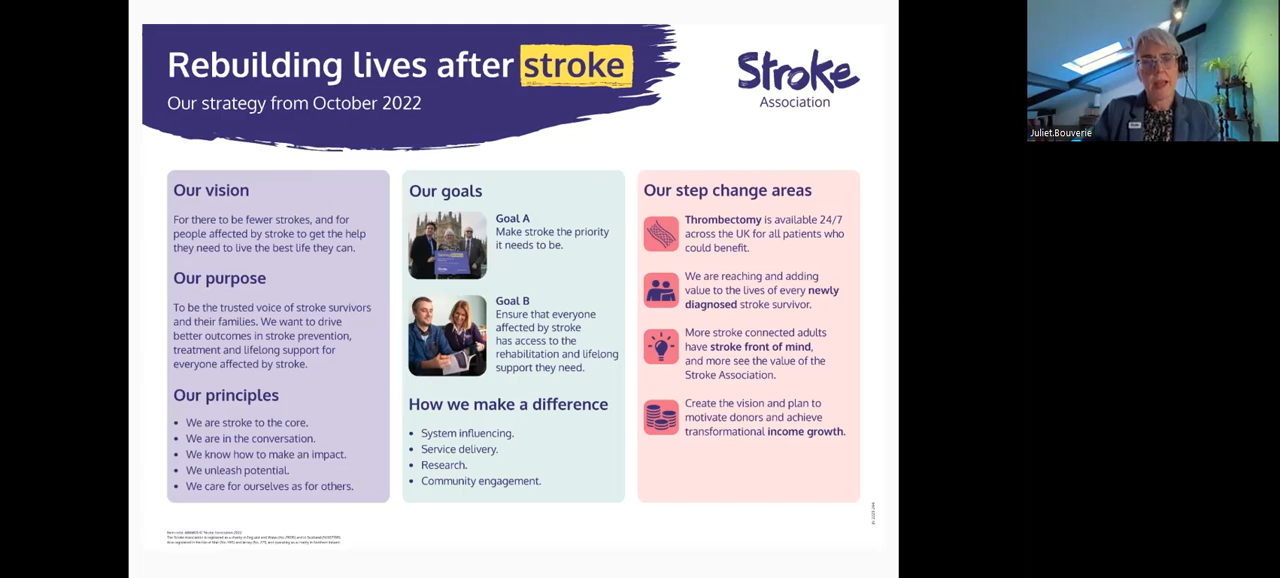 Rebuilding lives after stroke
Our strategy from October 2022
Stroke
Association
Juliet.Bouverie
Our vision
For there to be fewer strokes, and for
people affected by stroke to get the help
they need to live the best life they can.
Our purpose
To be the trusted voice of stroke survivors
and their families. We want to drive
better outcomes in stroke prevention,
treatment and lifelong support for
everyone affected by stroke.
Our principles
• We are stroke to the core.
• We are in the conversation.
• We know how to make an impact.
• We unleash potential.
• We care for ourselves as for others.
Our goals
Goal A
Make stroke the priority
it needs to be.
Goal B
Ensure that everyone
affected by stroke
has access to the
rehabilitation and lifelong
support they need.
How we make a difference
• System influencing.
• Service delivery.
• Research.
• Community engagement.
Our step change areas
Thrombectomy is available 24/7
across the UK for all patients who
could benefit.
We are reaching and adding
value to the lives of every newly
diagnosed stroke survivor.
More stroke connected adults
have stroke front of mind,
and more see the value of the
Stroke Association.
Create the vision and plan to
motivate donors and achieve
transformational income growth.